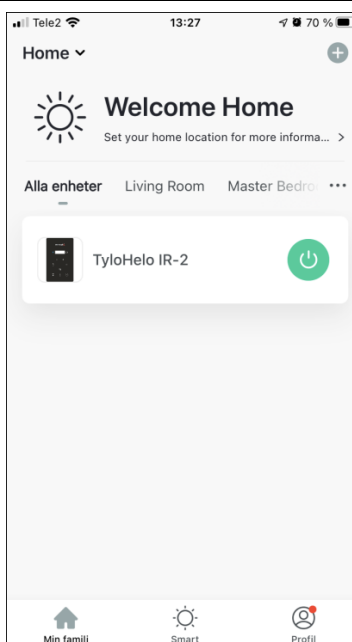 Tele2
13:27
70 %
Home
Welcome Home
Set your home location for more informa... >
Alla enheter
Living Room
Master Bedro
TyloHelo IR-2
Min famili
Smart
Profil